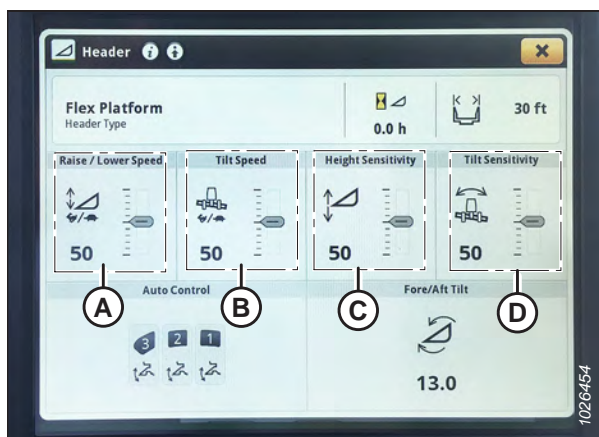 Header i
Flex Platform
Header Type
0.0 h
30 ft
Raise / Lower Speed
Tilt Speed
Height Sensitivity
Tilt Sensitivity
50
50
50
50
A
B
C
D
Auto Control
Fore/Aft Tilt
3 2 1
13.0
1026454